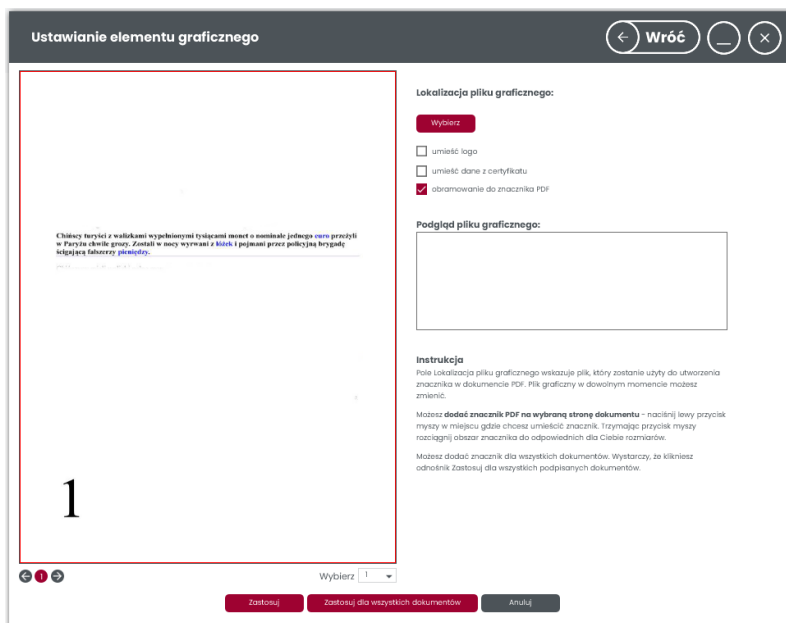 Ustawianie elementu graficznego
Wróć
Chińscy turyści z walizkami wypełnionymi tysiącami monet o nominale jednego euro przeżyli
w Paryżu chwile grozy. Zostali w nocy wyrwani z łóżek i pojmani przez policyjną brygadę
ścigającą fałszerzy pieniędzy.
1
1
Wybierz 1
Lokalizacja pliku graficznego:
Wybierz
umieść logo
umieść dane z certyfikatu
obramowanie do znacznika PDF
Podgląd pliku graficznego:
Instrukcja
Pole Lokalizacja pliku graficznego wskazuje plik, który zostanie użyty do utworzenia
znacznika w dokumencie PDF. Plik graficzny w dowolnym momencie możesz
zmienić.
Możesz dodać znacznik PDF na wybraną stronę dokumentu - naciśnij lewy przycisk
myszy w miejscu gdzie chcesz umieścić znacznik. Trzymając przycisk myszy
rozciągnij obszar znacznika do odpowiednich dla Ciebie rozmiarów.
Możesz dodać znacznik dla wszystkich dokumentów. Wystarczy, że klikniesz
odnośnik Zastosuj dla wszystkich podpisanych dokumentów.
Zastosuj
Zastosuj dla wszystkich dokumentów
Anuluj